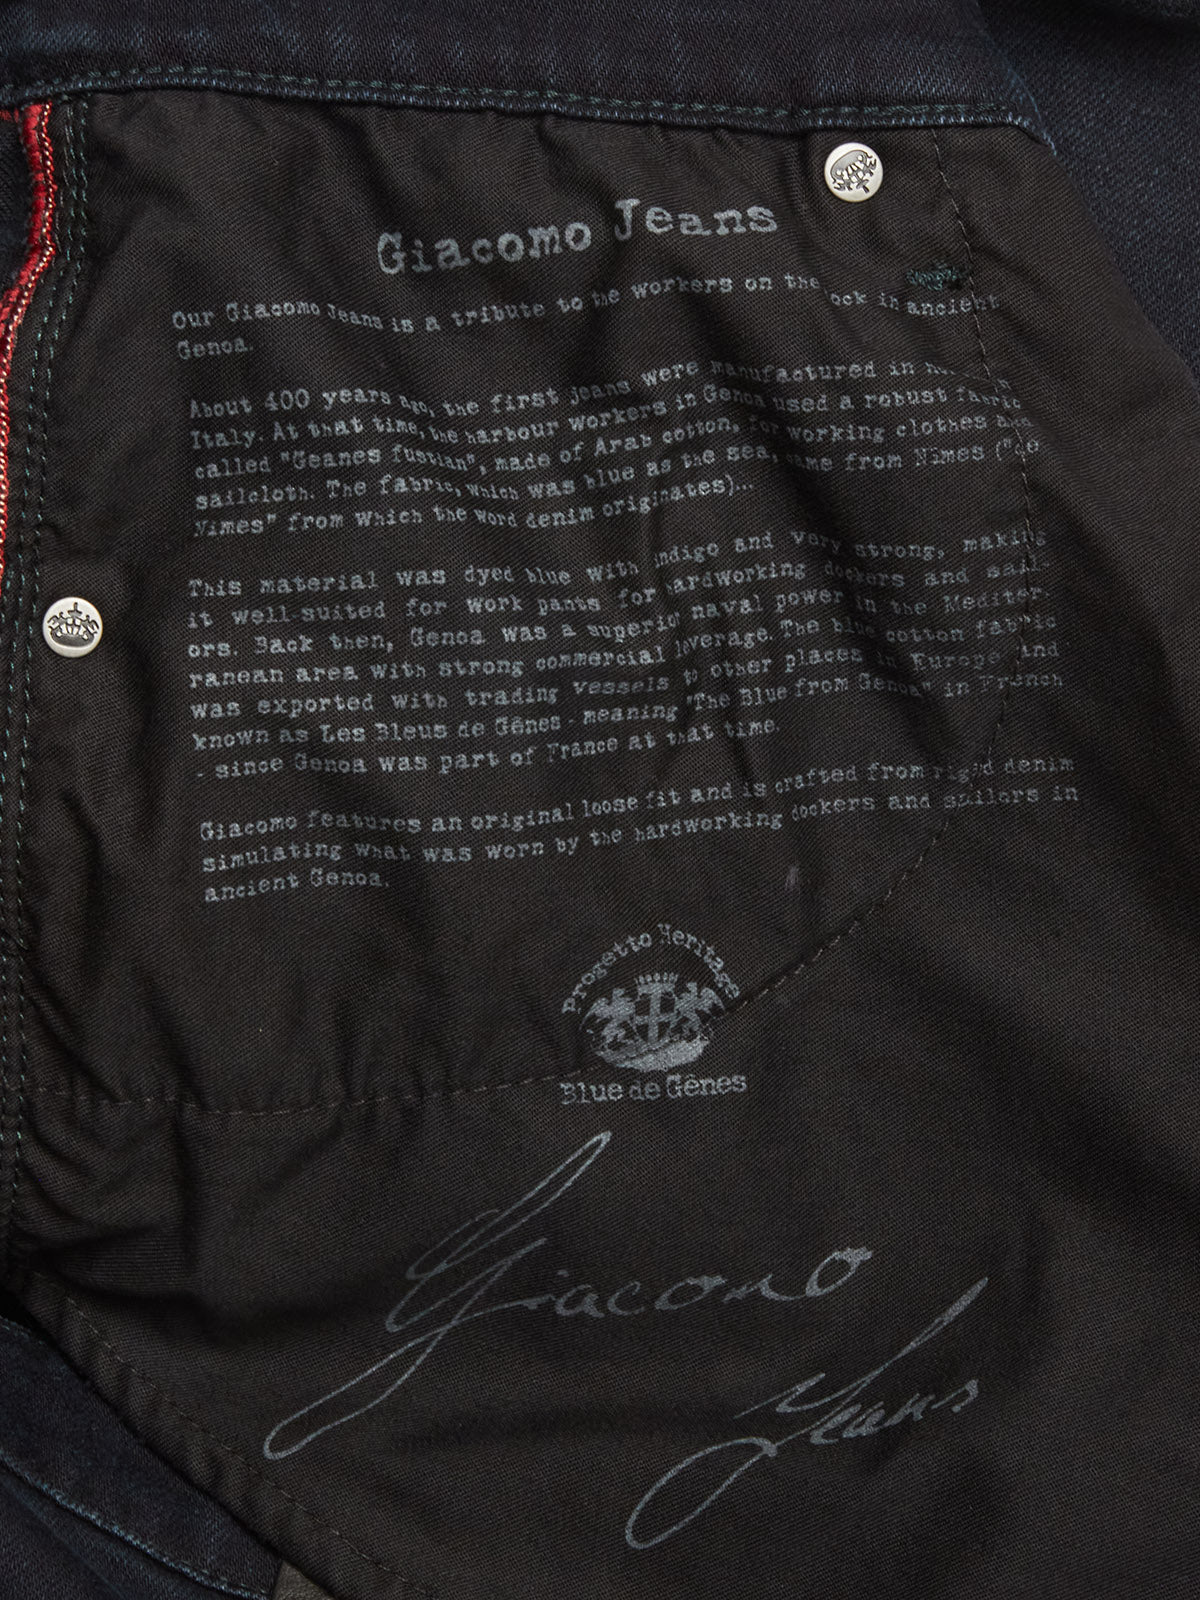 Giacomo Jeans
Our Giacomo Jeans is a tribute to the workers on the ock in ancient
Genoa.
About 400 years ago, the first jeans were manufactured in
Italy. At that time, the harbour workers in Genoa used a robust fabric
called "Geanes fustian", made of Arab cotton, for working clothes and
sailcloth. The fabric, which was blue as the sea, came from Nimes ("de
Nimes" from which the word denim originates)...
This material was dyed blue with indigo and very strong, making
it well-suited for work pants for hardworking dockers and sail-
ors. Back then, Genoa was a superior naval power in the Mediter-
ranean area with strong commercial leverage. The blue cotton fabric
was exported with trading vessels to other places in Europe and
known as Les Bleus de Gênes - meaning "The Blue from Genoa" in French
- since Genoa was part of France at that time.
Giacomo features an original loose fit and is crafted from rigid denim
simulating what was worn by the hardworking dockers and sailors in
ancient Genoa.
Progetto Heritage
Blue de Gênes
Giacomo
Jeans